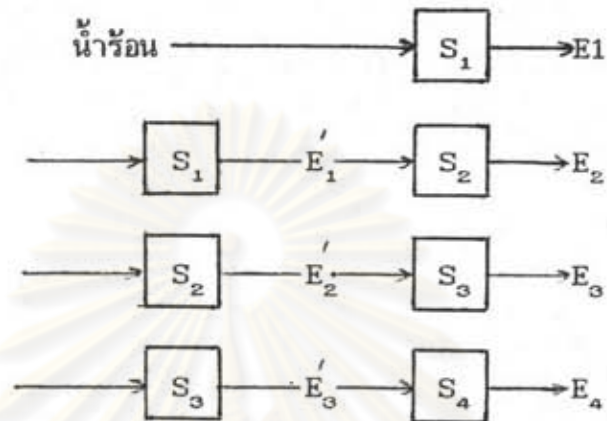 น้ำร้อน S₁ E1
S₁ E₁′ S₂ E₂
S₂ E₂′ S₃ E₃
S₃ E₃′ S₄ E₄